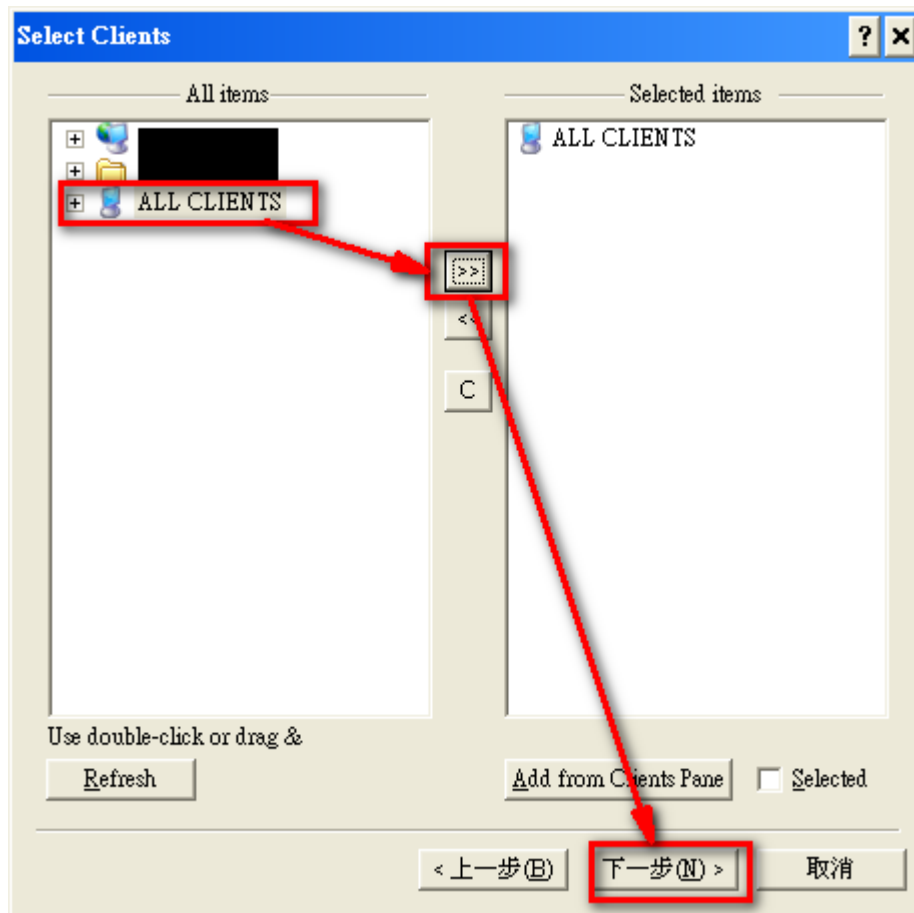 Select Clients
All items
Selected items
ALL CLIENTS
ALL CLIENTS
>>
<<
C
Use double-click or drag &
Refresh
Add from Clients Pane
Selected
< 上一步(B)
下一步(N) >
取消